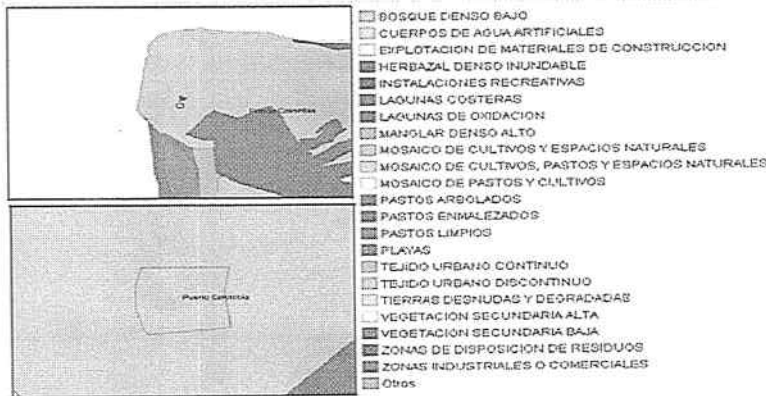 BOSQUE DENSO BAJO
CUERPOS DE AGUA ARTIFICIALES
EXPLOTACION DE MATERIALES DE CONSTRUCCION
HERBAZAL DENSO INUNDABLE
INSTALACIONES RECREATIVAS
LAGUNAS COSTERAS
LAGUNAS DE OXIDACION
MANGLAR DENSO ALTO
MOSAICO DE CULTIVOS Y ESPACIOS NATURALES
MOSAICO DE CULTIVOS, PASTOS Y ESPACIOS NATURALES
MOSAICO DE PASTOS Y CULTIVOS
PASTOS ARBOLADOS
PASTOS ENMALEZADOS
PASTOS LIMPIOS
PLAYAS
TEJIDO URBANO CONTINUO
TEJIDO URBANO DISCONTINUO
TIERRAS DESNUDAS Y DEGRADADAS
VEGETACION SECUNDARIA ALTA
VEGETACION SECUNDARIA BAJA
ZONAS DE DISPOSICION DE RESIDUOS
ZONAS INDUSTRIALES O COMERCIALES
Otros
Puerto